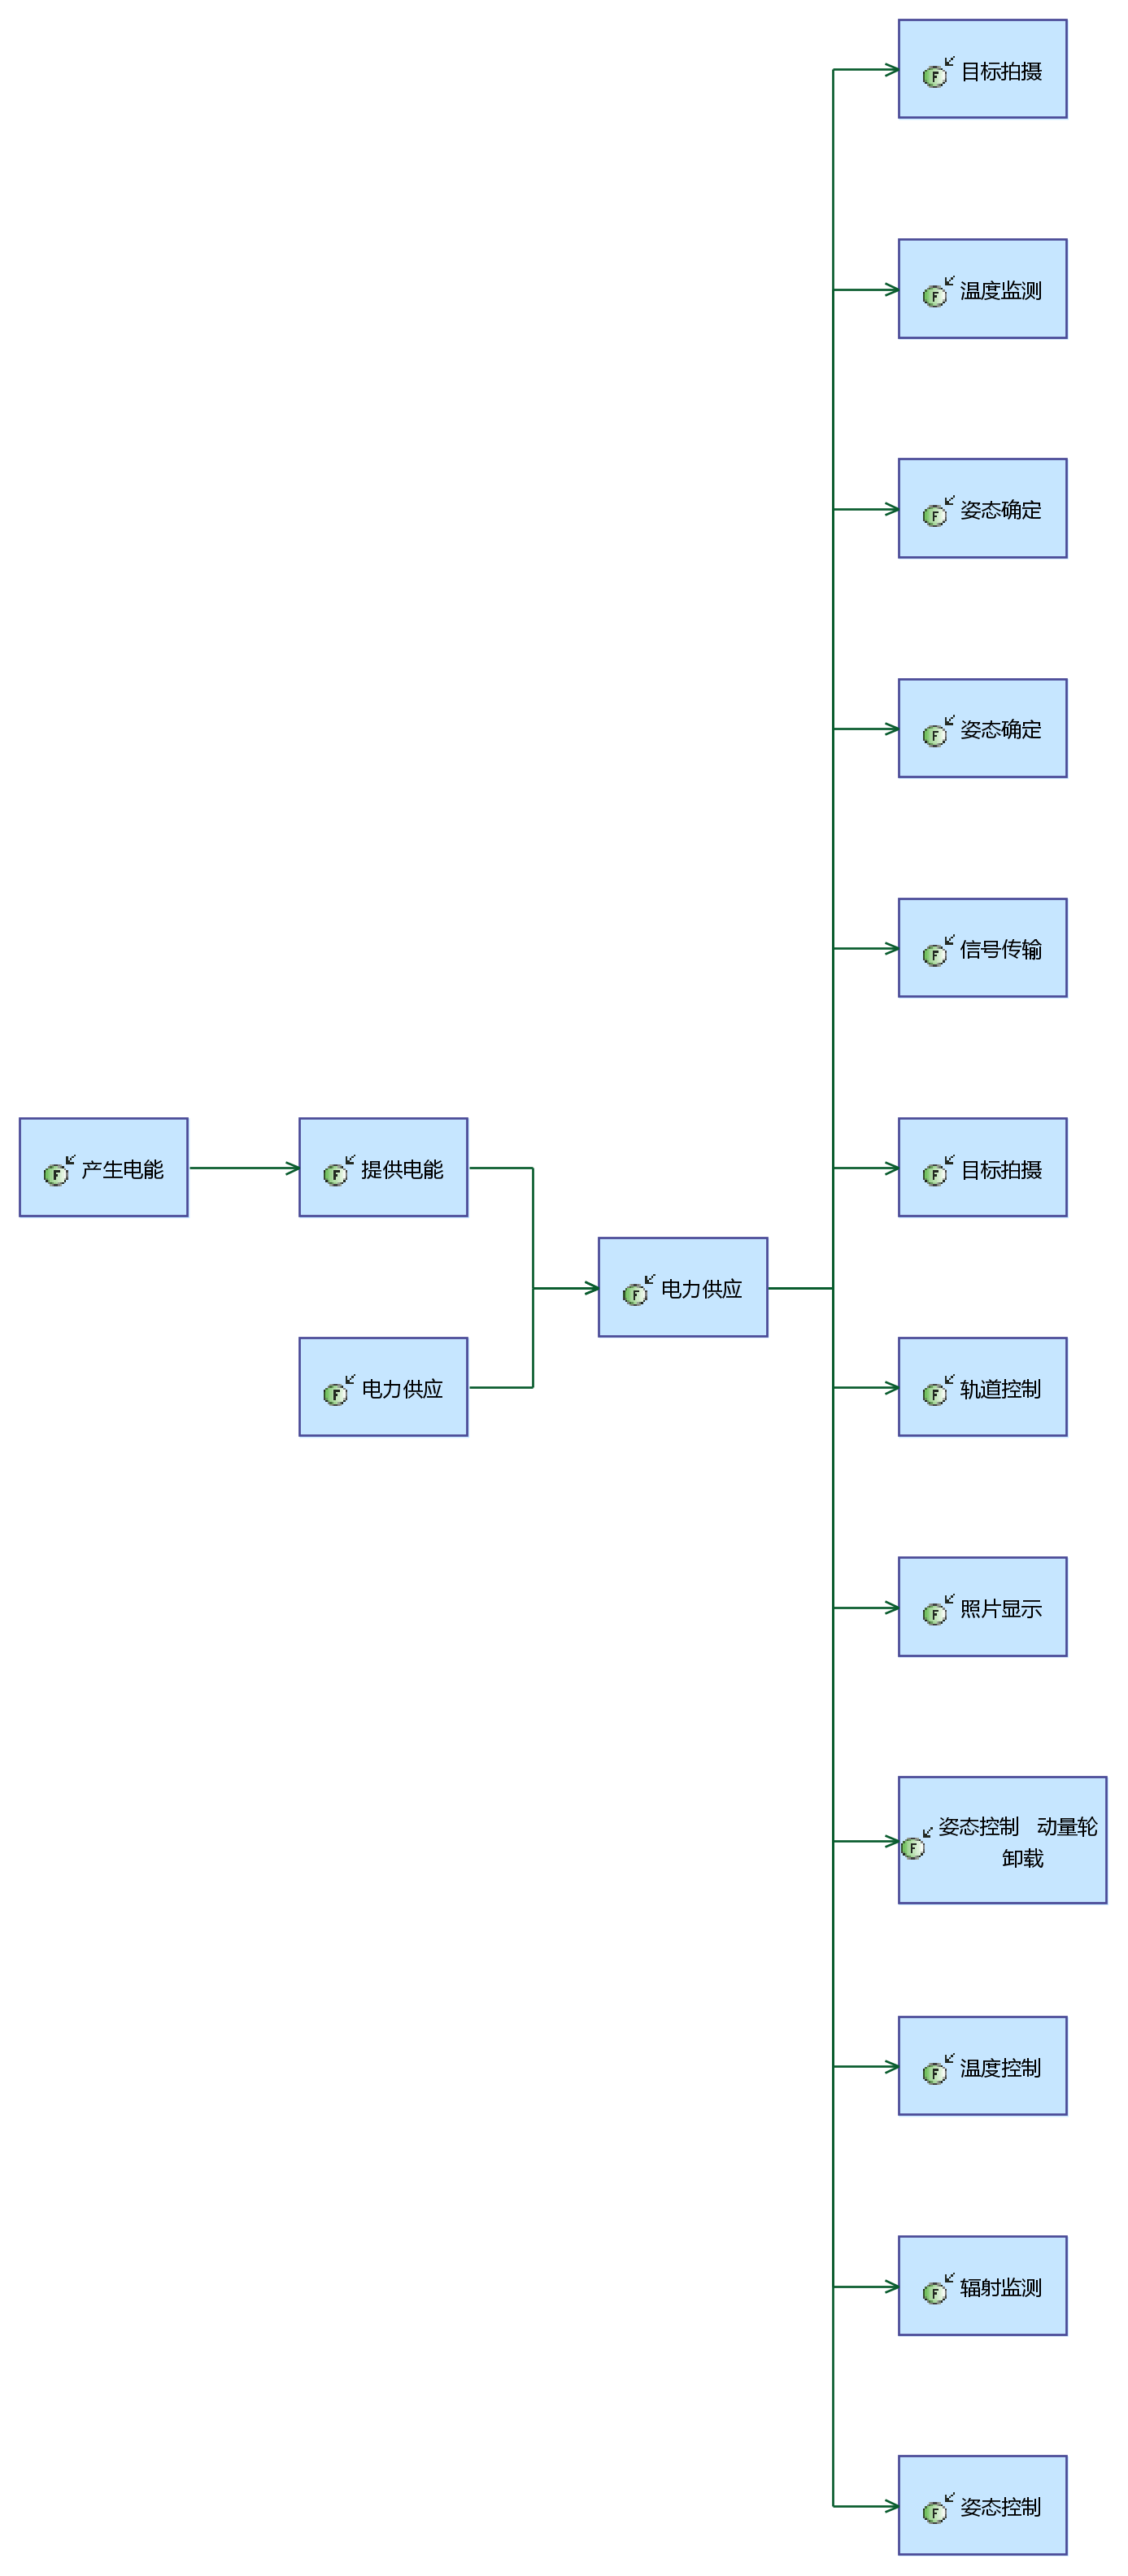 目标拍摄
温度监测
姿态确定
姿态确定
信号传输
产生电能
提供电能
目标拍摄
电力供应
电力供应
轨道控制
照片显示
姿态控制 动量轮
卸载
温度控制
辐射监测
姿态控制